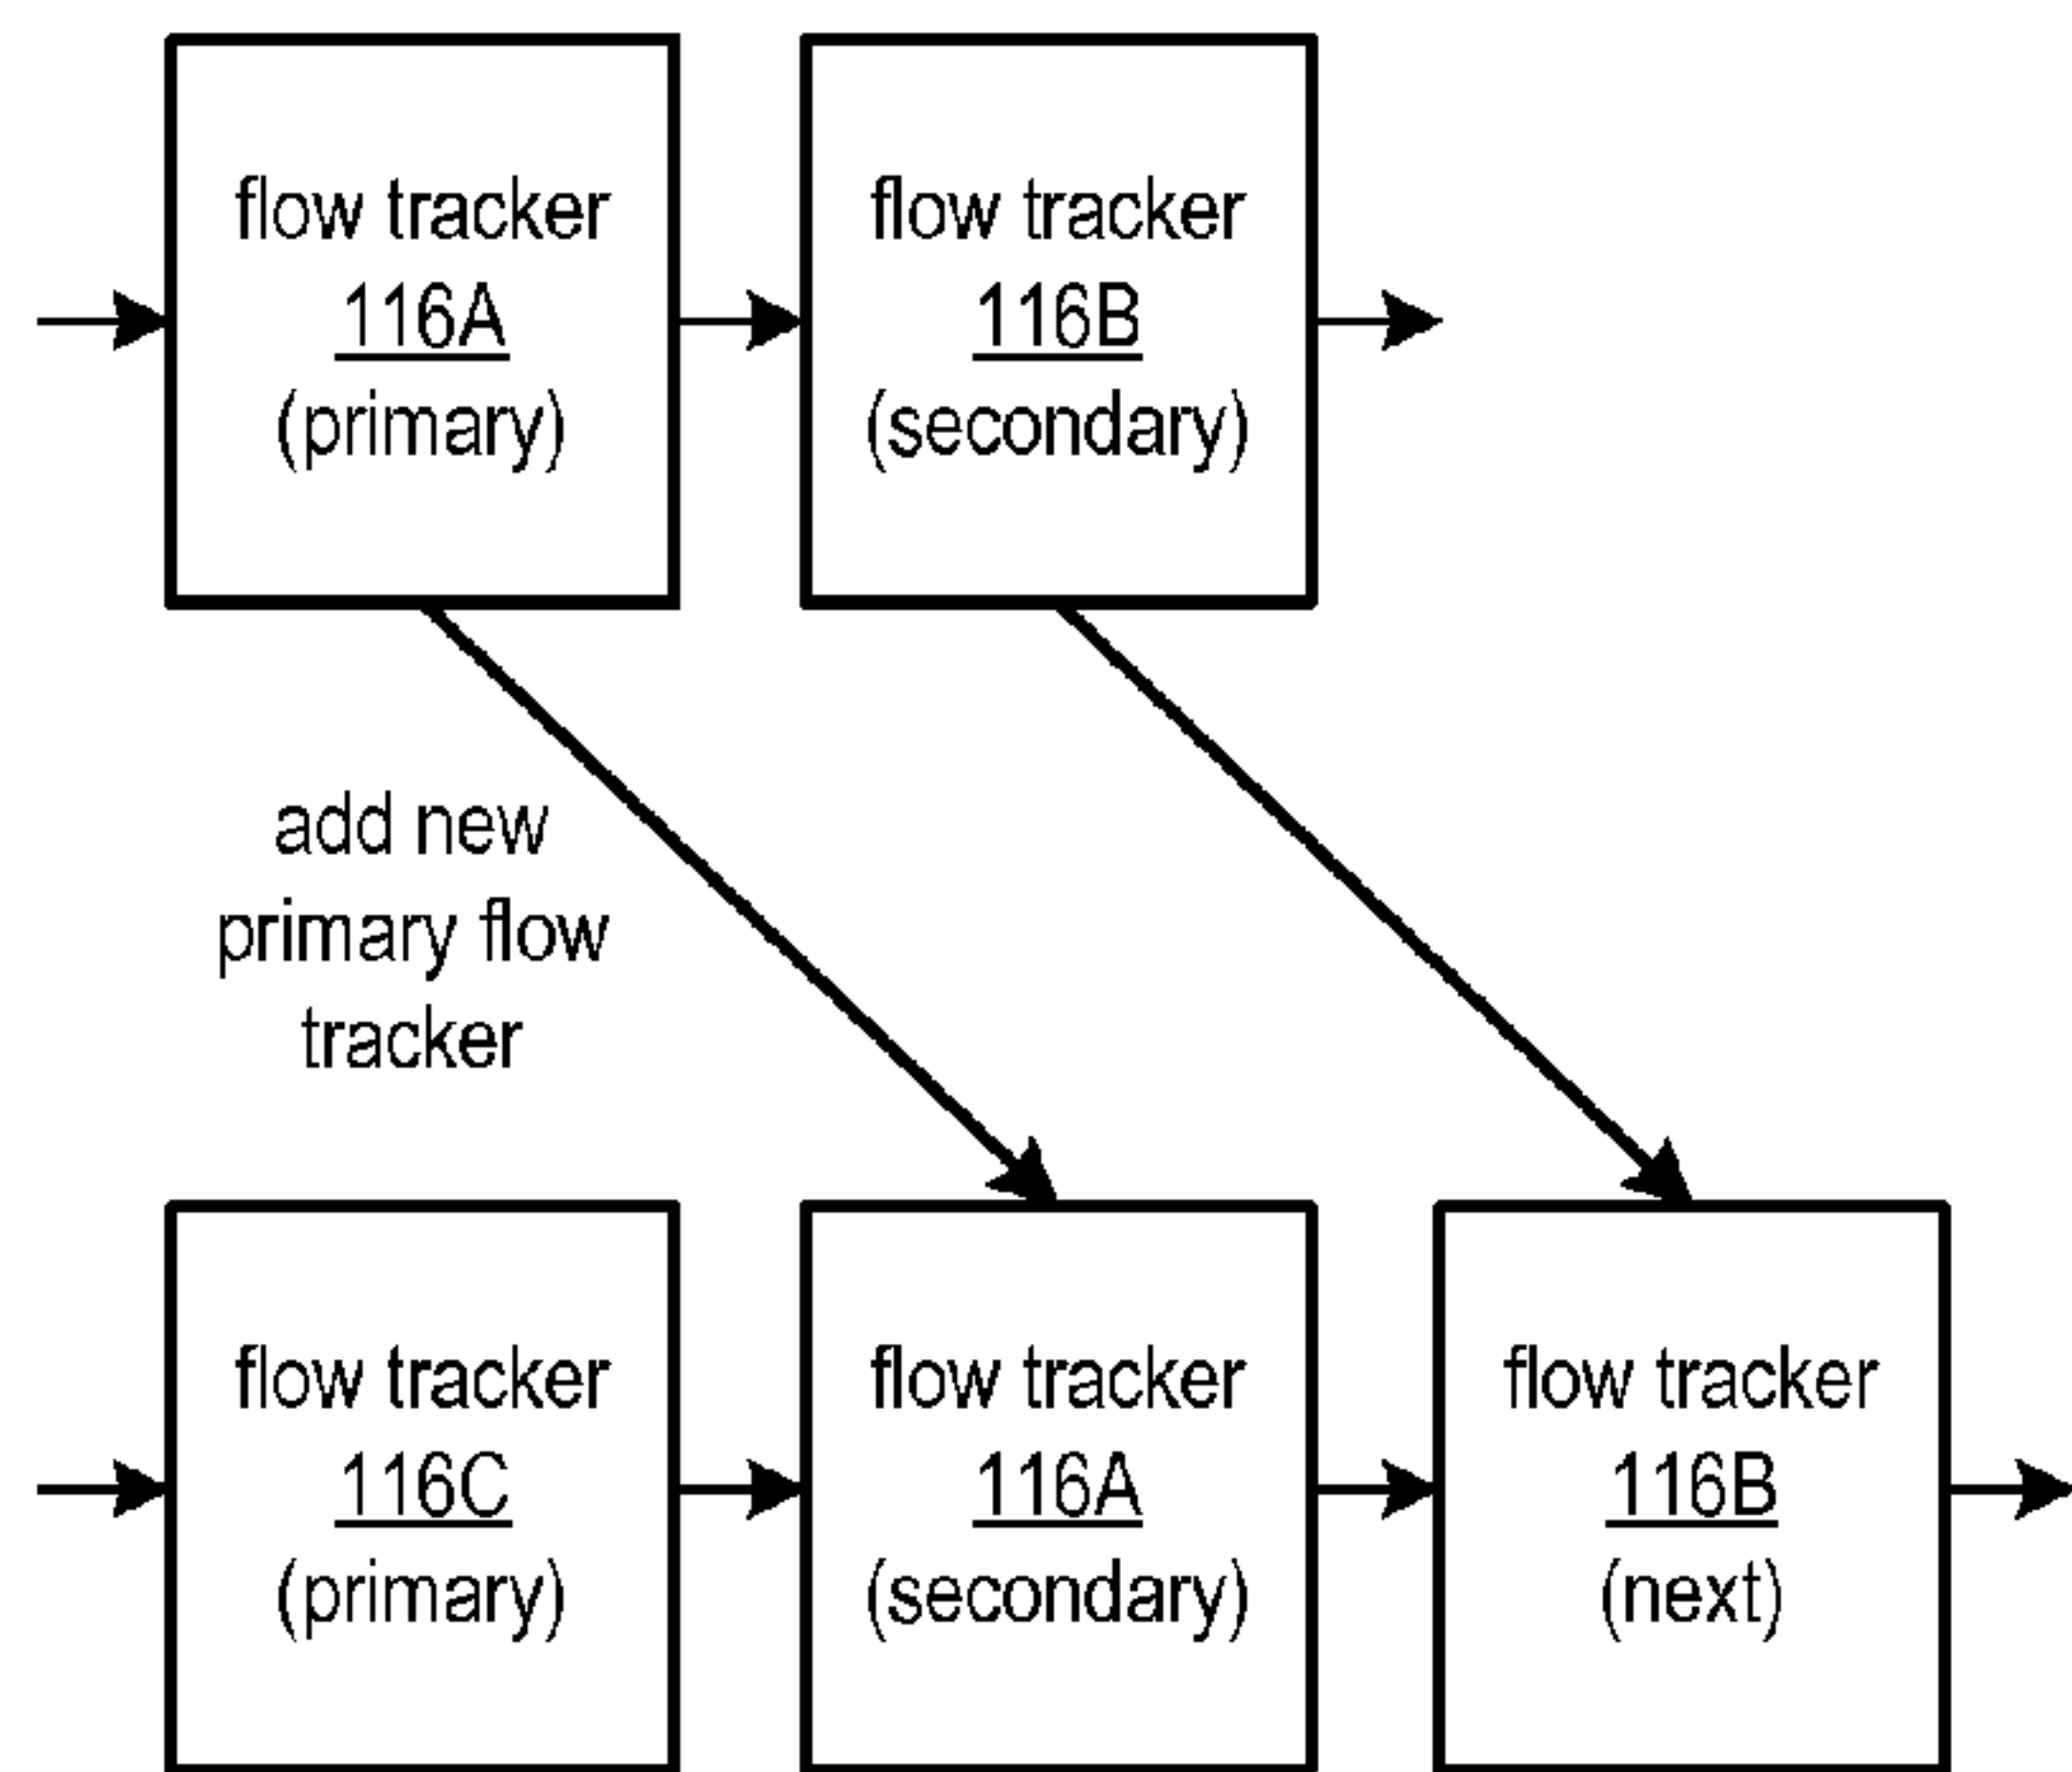 flow tracker
116A
(primary)
flow tracker
116B
(secondary)
add new
primary flow
tracker
flow tracker
116C
(primary)
flow tracker
116A
(secondary)
flow tracker
116B
(next)